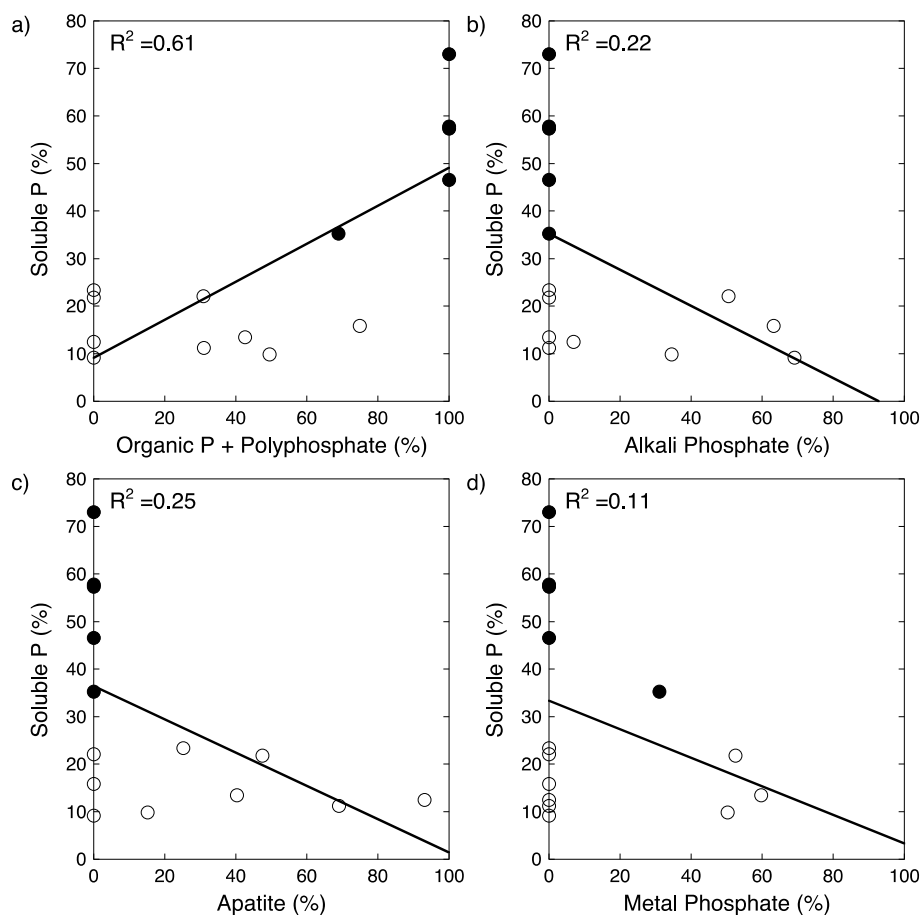 a)
R² =0.61
Soluble P (%)
80
70
60
50
40
30
20
10
0
0 20 40 60 80 100
Organic P + Polyphosphate (%)
b)
R² =0.22
Soluble P (%)
80
70
60
50
40
30
20
10
0
0 20 40 60 80 100
Alkali Phosphate (%)
c)
R² =0.25
Soluble P (%)
80
70
60
50
40
30
20
10
0
0 20 40 60 80 100
Apatite (%)
d)
R² =0.11
Soluble P (%)
80
70
60
50
40
30
20
10
0
0 20 40 60 80 100
Metal Phosphate (%)